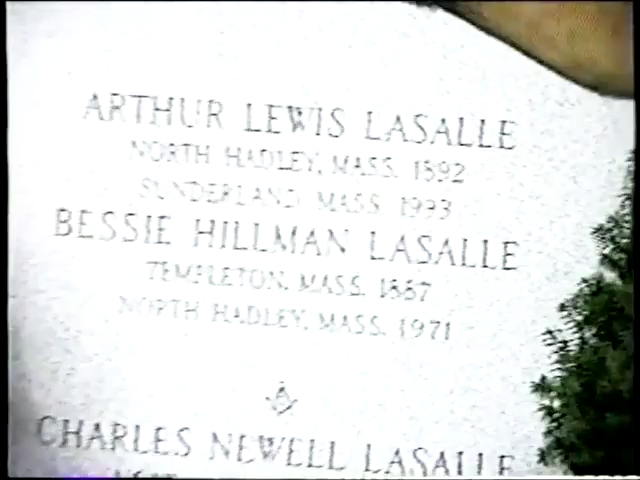 ARTHUR LEWIS LASALLE
NORTH HADLEY, MASS. 1892
SUNDERLAND MASS. 1993
BESSIE HILLMAN LASALLE
TEMPLETON, MASS. 1887
NORTH HADLEY, MASS. 1971
CHARLES NEWELL LASALLE